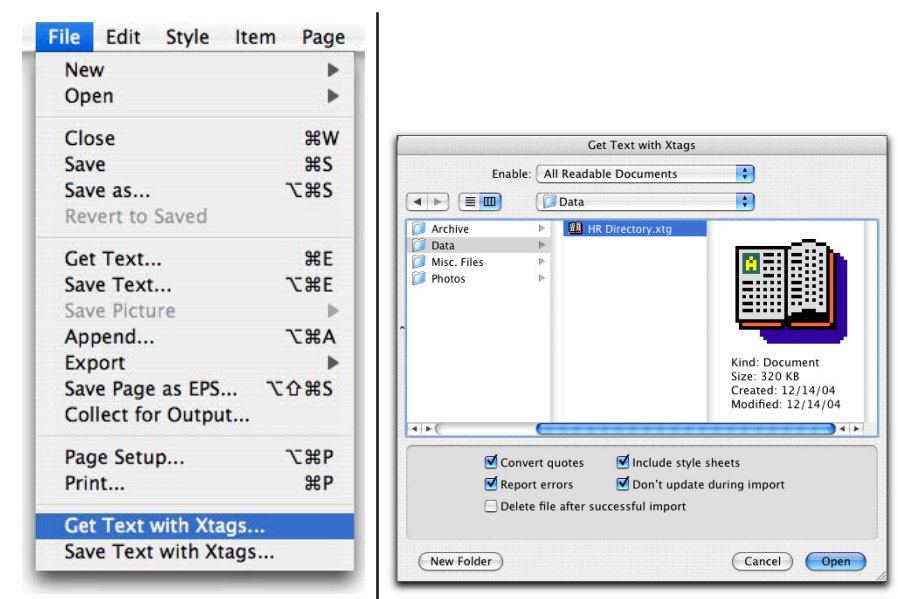 File Edit Style Item Page
New
Open
Close ⌘W
Save ⌘S
Save as... ⌥⌘S
Revert to Saved
Get Text... ⌘E
Save Text... ⌥⌘E
Save Picture
Append... ⌥⌘A
Export
Save Page as EPS... ⌥⇧⌘S
Collect for Output...
Page Setup... ⌥⌘P
Print... ⌘P
Get Text with Xtags...
Save Text with Xtags...
Get Text with Xtags
Enable: All Readable Documents
Data
Archive
Data
Misc. Files
Photos
HR Directory.xtg
A
Kind: Document
Size: 320 KB
Created: 12/14/04
Modified: 12/14/04
Convert quotes Include style sheets
Report errors Don't update during import
Delete file after successful import
New Folder Cancel Open